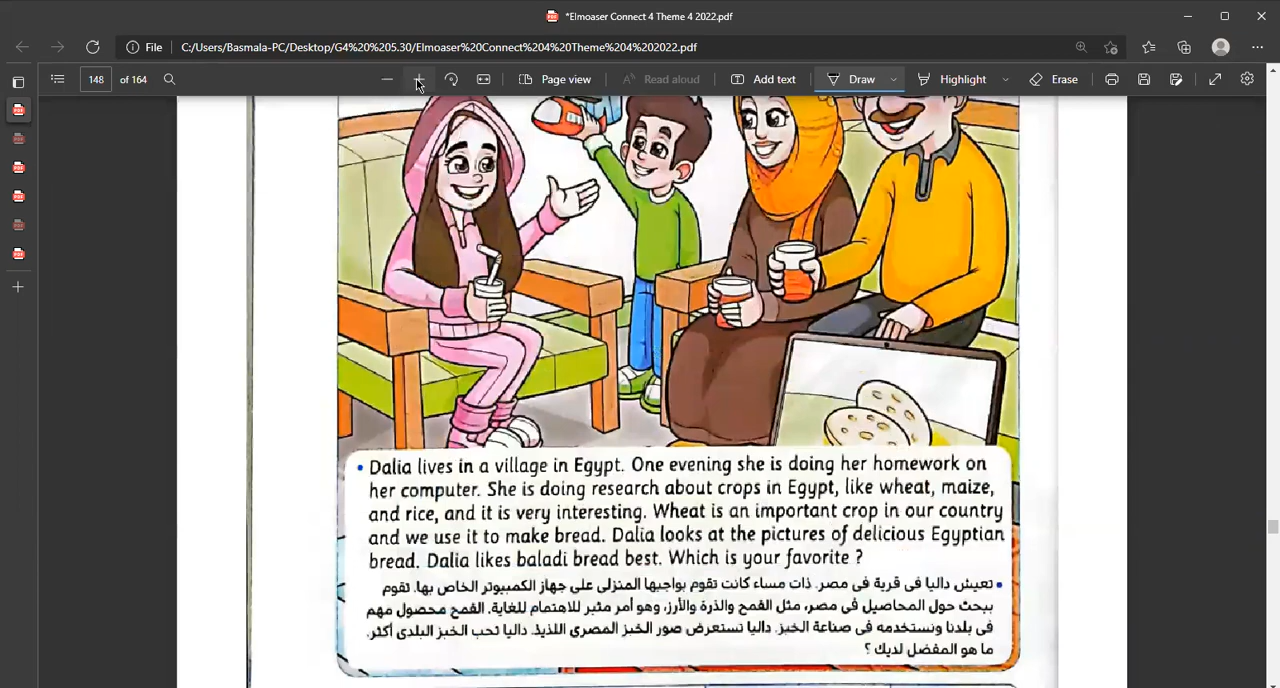 *Elmoaser Connect 4 Theme 4 2022.pdf
File C:/Users/Basmala-PC/Desktop/G4%20%205.30/Elmoaser%20Connect%204%20Theme%204%202022.pdf
148 of 164 Page view Read aloud Add text Draw Highlight Erase
• Dalia lives in a village in Egypt. One evening she is doing her homework on
her computer. She is doing research about crops in Egypt, like wheat, maize,
and rice, and it is very interesting. Wheat is an important crop in our country
and we use it to make bread. Dalia looks at the pictures of delicious Egyptian
bread. Dalia likes baladi bread best. Which is your favorite ?
• تعيش داليا فى قرية فى مصر. ذات مساء كانت تقوم بواجبها المنزلى على جهاز الكمبيوتر الخاص بها. تقوم
ببحث حول المحاصيل فى مصر، مثل القمح والذرة والأرز، وهو أمر مثير للاهتمام للغاية. القمح محصول مهم
فى بلدنا ونستخدمه فى صناعة الخبز. داليا تستعرض صور الخبز المصرى اللذيذ. داليا تحب الخبز البلدى أكثر.
ما هو المفضل لديك ؟